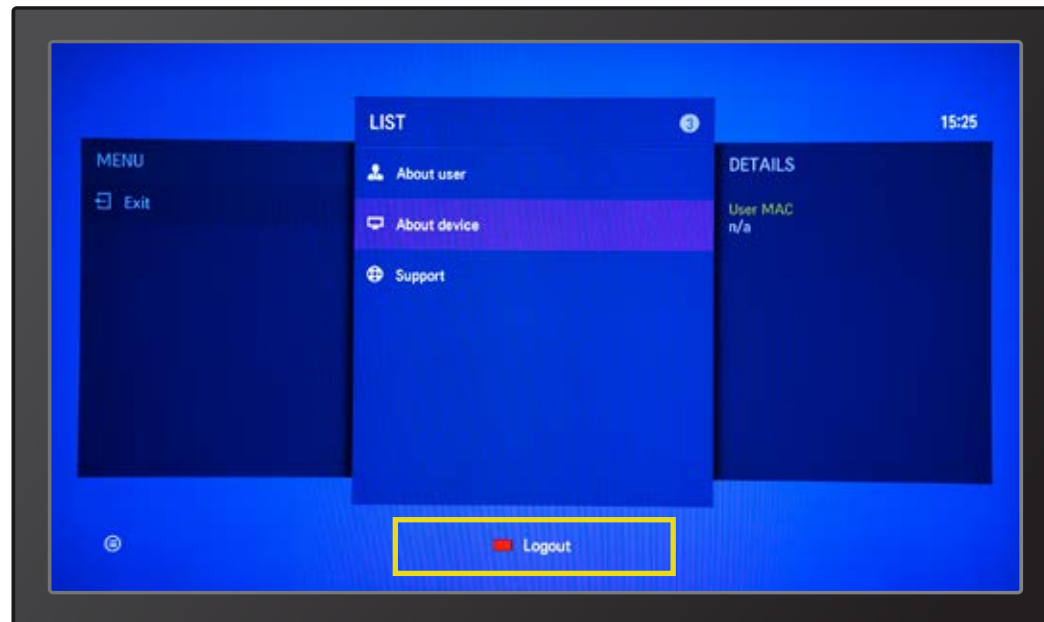 15:25
MENU
Exit
LIST 3
About user
About device
Support
DETAILS
User MAC
n/a
Logout